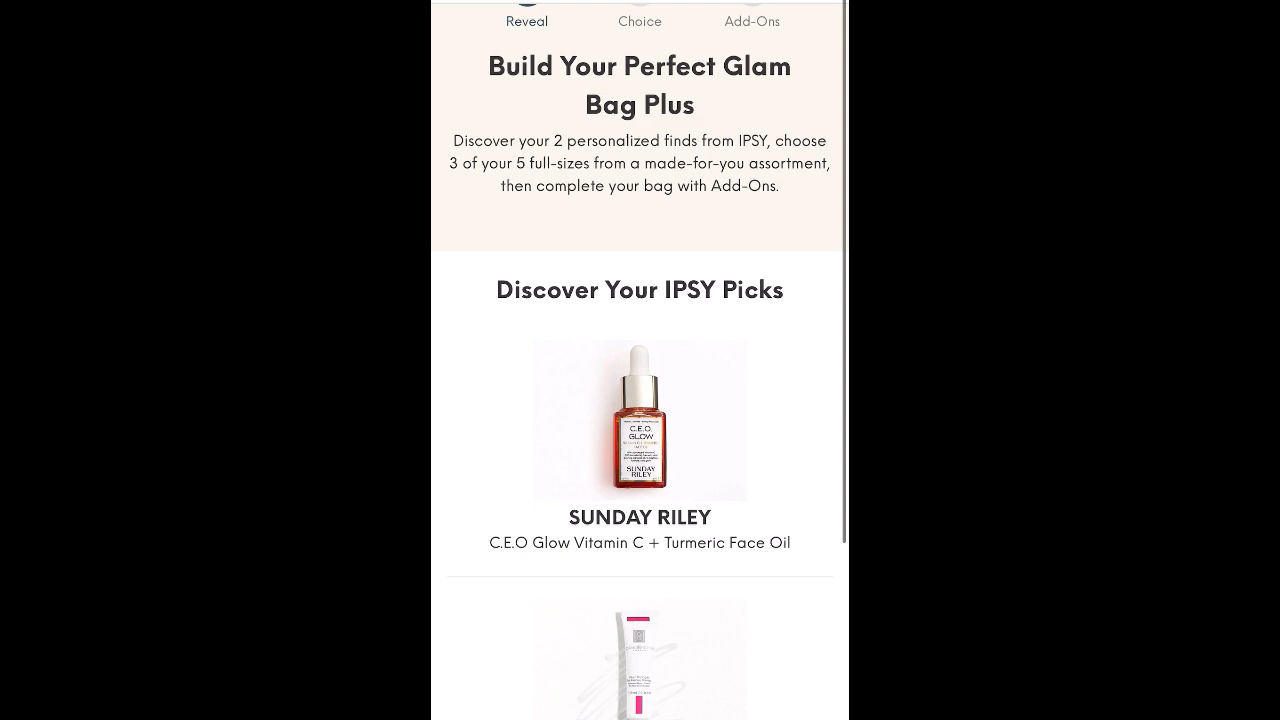 Reveal
Choice
Add-Ons
Build Your Perfect Glam
Bag Plus
Discover your 2 personalized finds from IPSY, choose
3 of your 5 full-sizes from a made-for-you assortment,
then complete your bag with Add-Ons.
Discover Your IPSY Picks
C.E.O.
GLOW
SUNDAY
RILEY
SUNDAY RILEY
C.E.O Glow Vitamin C + Turmeric Face Oil